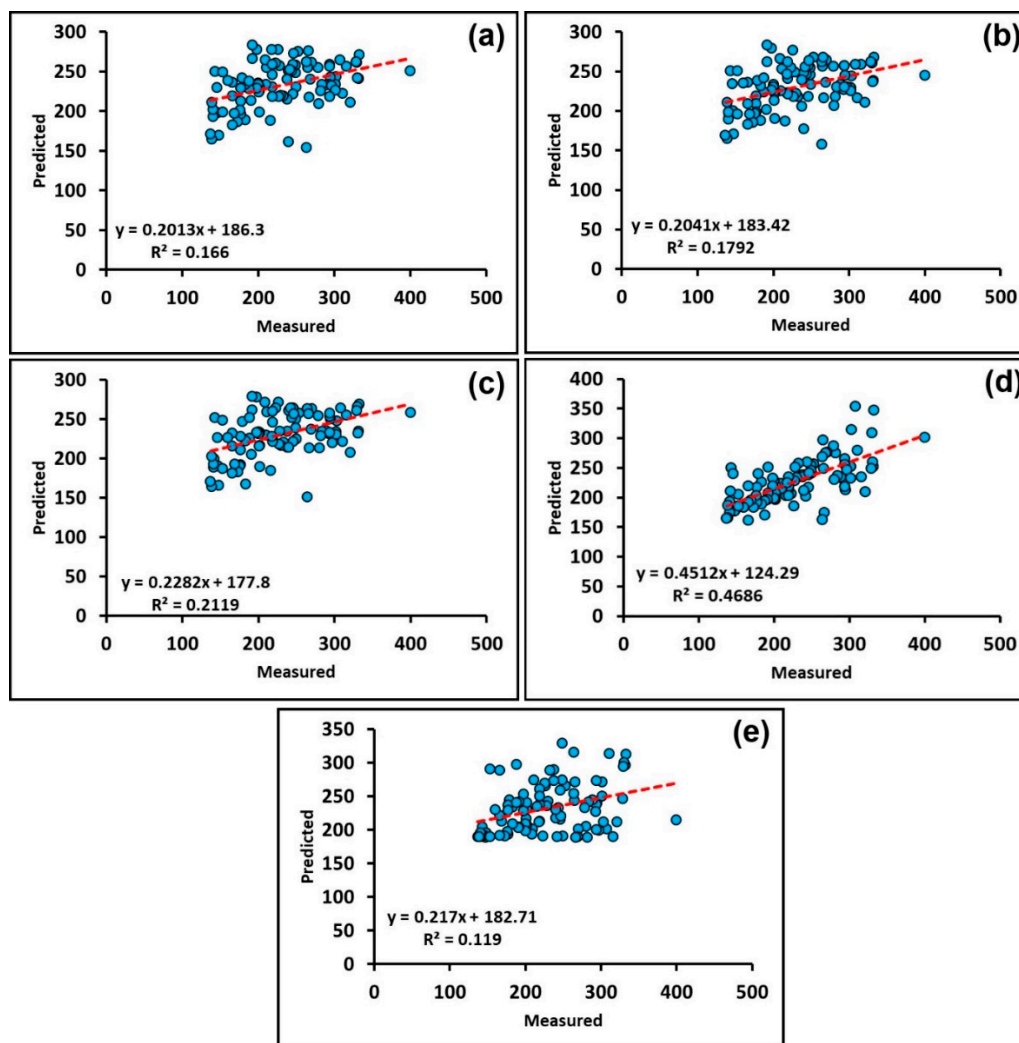 (a)
300
250
200
150
100
50
0
Predicted
y = 0.2013x + 186.3
R² = 0.166
0 100 200 300 400 500
Measured
(b)
300
250
200
150
100
50
0
Predicted
y = 0.2041x + 183.42
R² = 0.1792
0 100 200 300 400 500
Measured
(c)
300
250
200
150
100
50
0
Predicted
y = 0.2282x + 177.8
R² = 0.2119
0 100 200 300 400 500
Measured
(d)
400
350
300
250
200
150
100
50
0
Predicted
y = 0.4512x + 124.29
R² = 0.4686
0 100 200 300 400 500
Measured
(e)
350
300
250
200
150
100
50
0
Predicted
y = 0.217x + 182.71
R² = 0.119
0 100 200 300 400 500
Measured